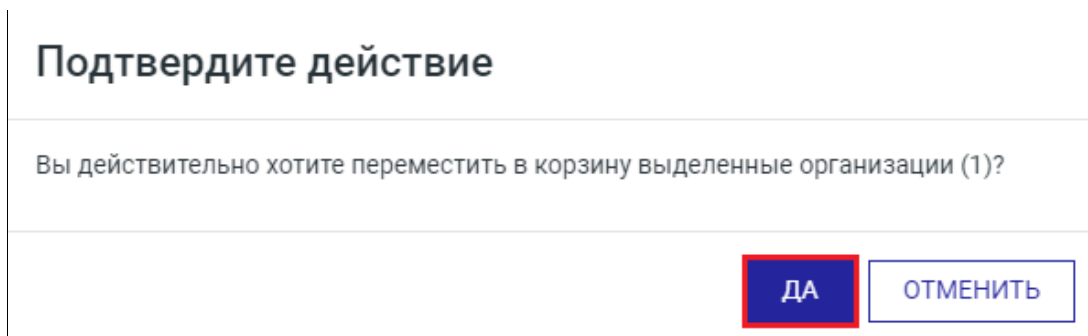 Подтвердите действие
Вы действительно хотите переместить в корзину выделенные организации (1)?
ДА
ОТМЕНИТЬ